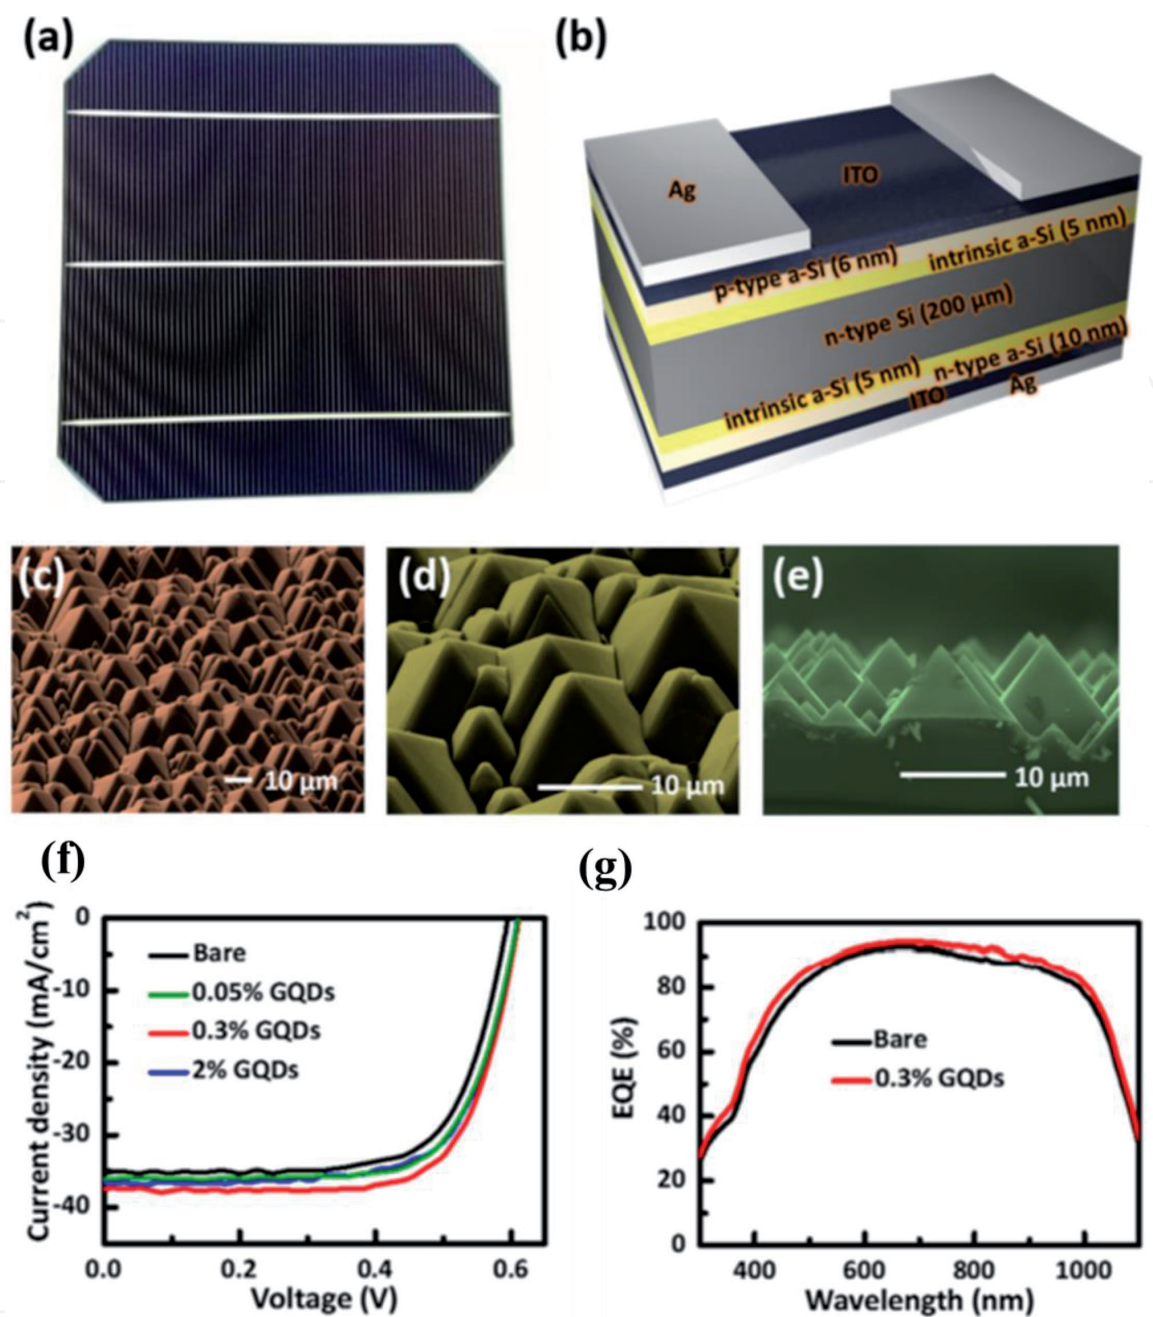 (a)
(b)
Ag
ITO
p-type a-Si (6 nm)
intrinsic a-Si (5 nm)
n-type Si (200 μm)
intrinsic a-Si (5 nm)
n-type a-Si (10 nm)
ITO
Ag
(c)
10 μm
(d)
10 μm
(e)
10 μm
(f)
Current density (mA/cm²)
0
-10
-20
-30
-40
Bare
0.05% GQDs
0.3% GQDs
2% GQDs
0.0 0.2 0.4 0.6
Voltage (V)
(g)
EQE (%)
100
80
60
40
20
0
Bare
0.3% GQDs
400 600 800 1000
Wavelength (nm)